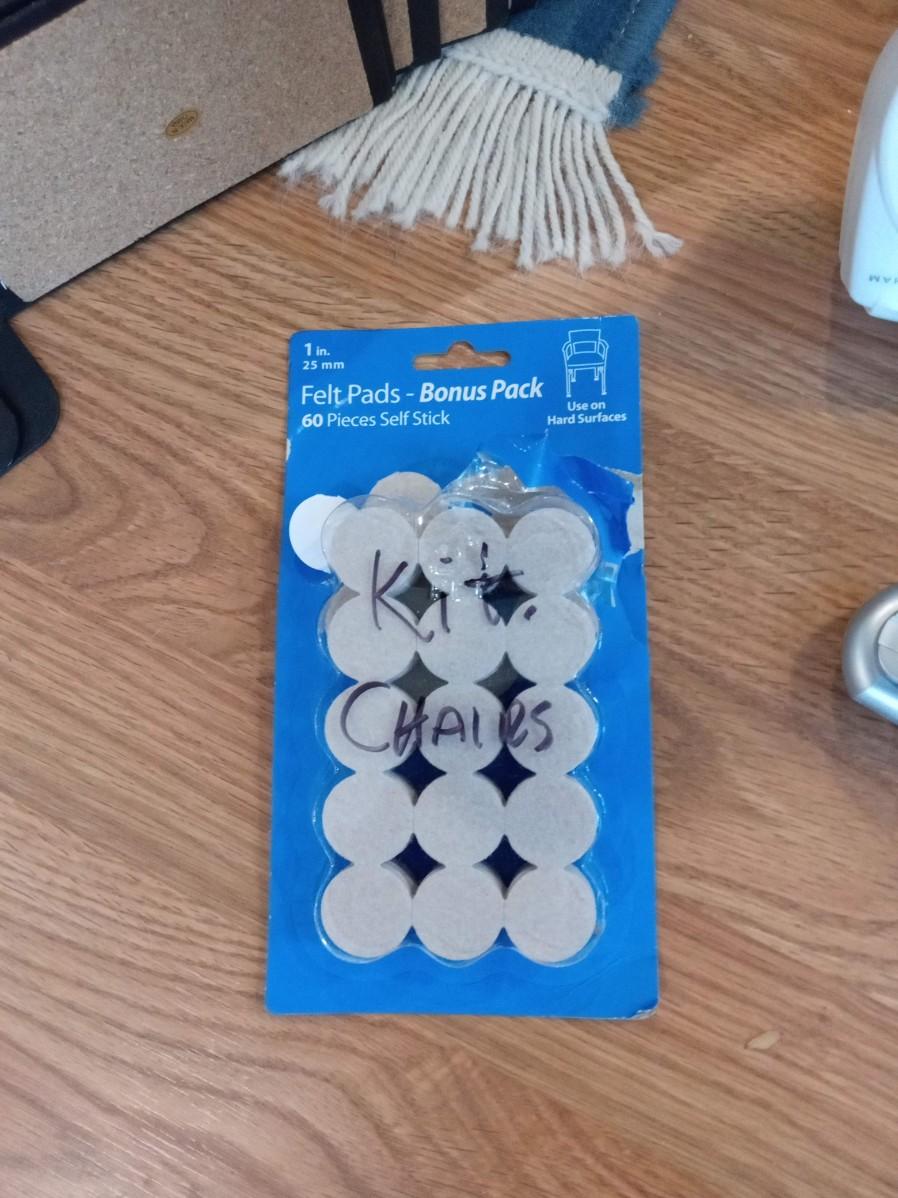 1 in.
25 mm
Felt Pads - Bonus Pack
60 Pieces Self Stick
Use on
Hard Surfaces
Kit.
CHAIRS